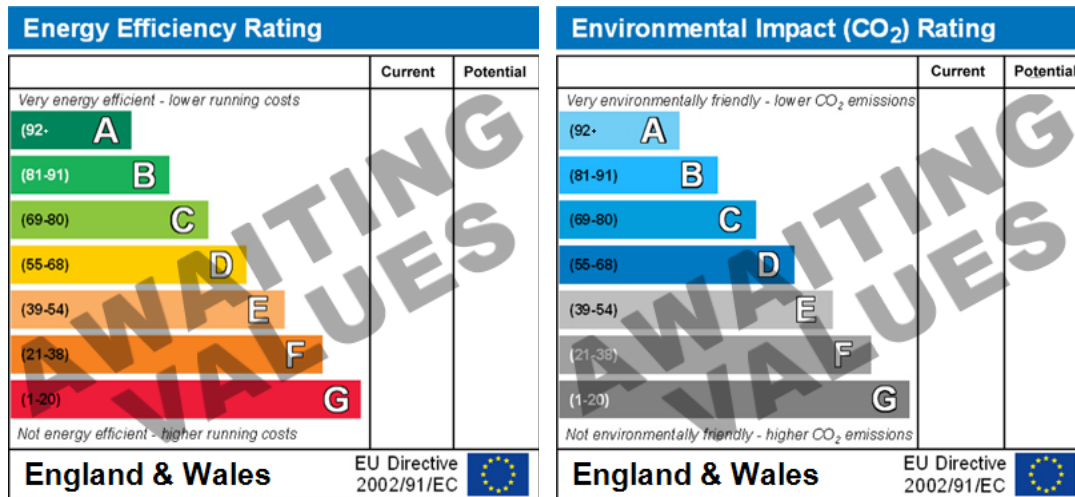 Energy Efficiency Rating
Current Potential
Very energy efficient - lower running costs
(92- A
(81-91) B
(69-80) C
(55-68) D
(39-54) E
(21-38) F
(1-20) G
Not energy efficient - higher running costs
England & Wales
EU Directive
2002/91/EC
AWAITING
VALUES
Environmental Impact (CO2) Rating
Current Potential
Very environmentally friendly - lower CO2 emissions
(92- A
(81-91) B
(69-80) C
(55-68) D
(39-54) E
(21-38) F
(1-20) G
Not environmentally friendly - higher CO2 emissions
England & Wales
EU Directive
2002/91/EC
AWAITING
VALUES